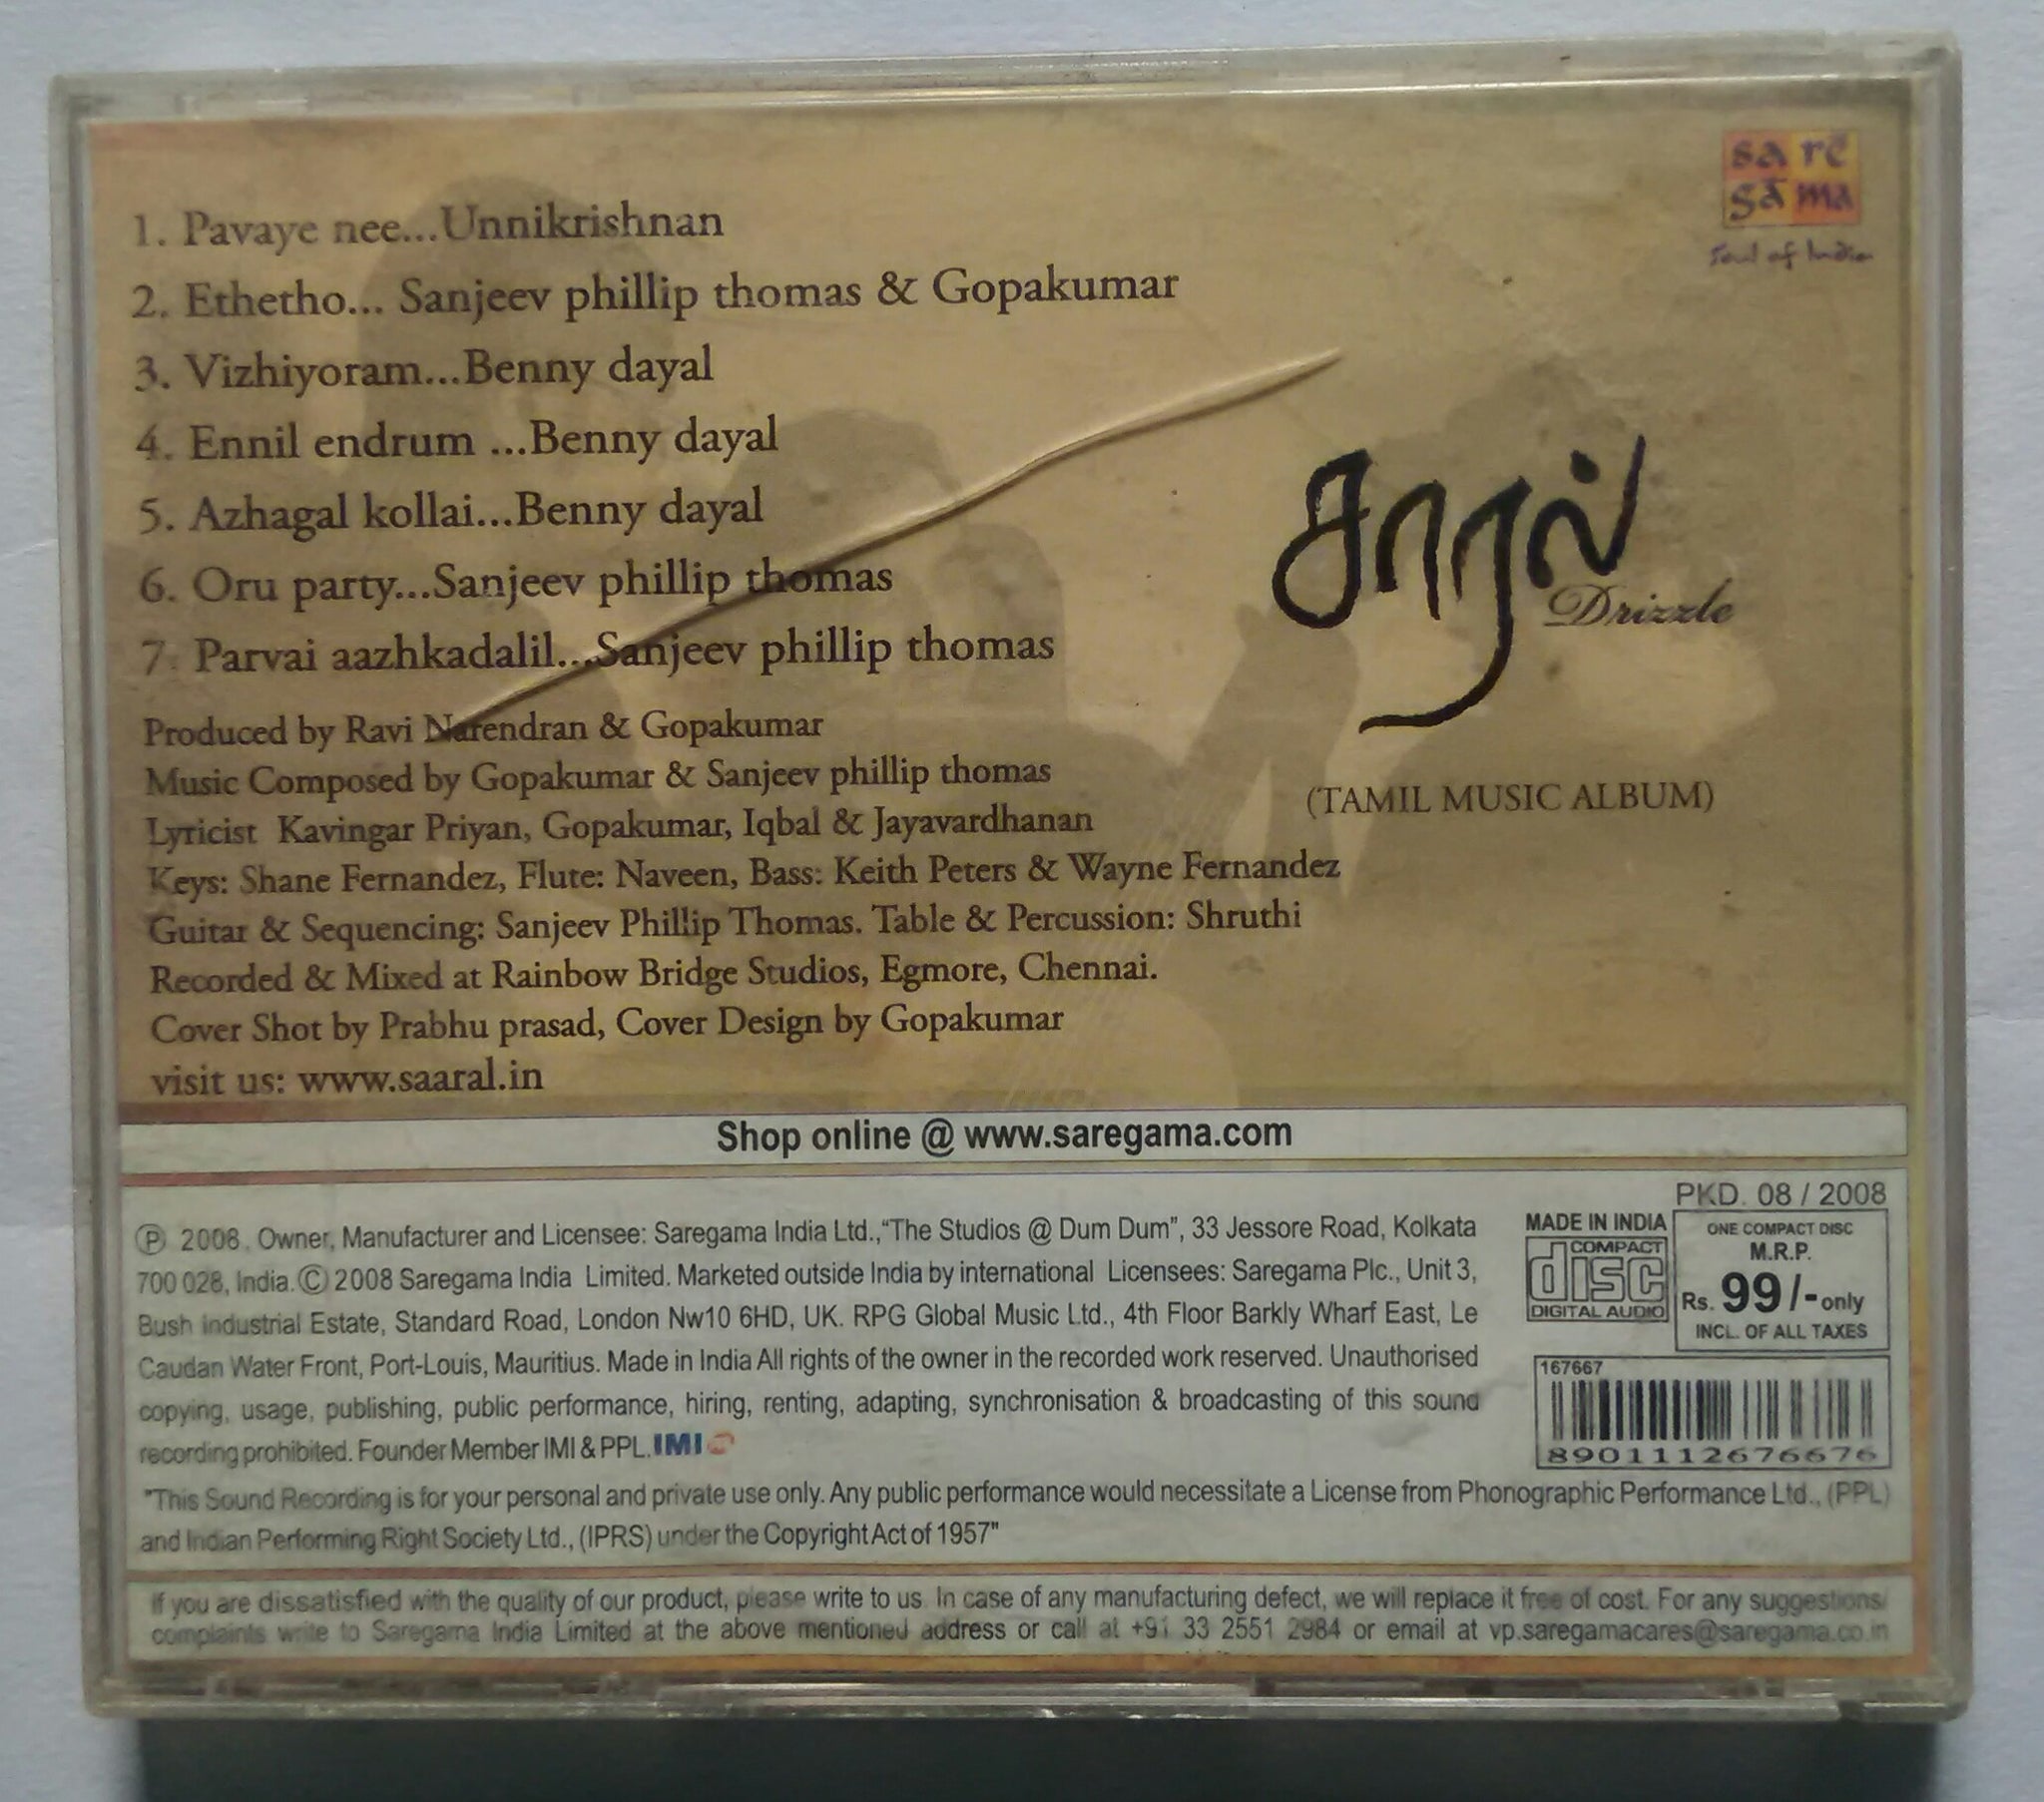 sa re
ga ma
Soul of India
1. Pavaye nee...Unnikrishnan
2. Ethetho... Sanjeev phillip thomas & Gopakumar
3. Vizhiyoram...Benny dayal
4. Ennil endrum ...Benny dayal
5. Azhagal kollai...Benny dayal
6. Oru party...Sanjeev phillip thomas
7. Parvai aazhkadalil...Sanjeev phillip thomas
சாரல்
Drizzle
(TAMIL MUSIC ALBUM)
Produced by Ravi Narendran & Gopakumar
Music Composed by Gopakumar & Sanjeev phillip thomas
Lyricist Kavingar Priyan, Gopakumar, Iqbal & Jayavardhanan
Keys: Shane Fernandez, Flute: Naveen, Bass: Keith Peters & Wayne Fernandez
Guitar & Sequencing: Sanjeev Phillip Thomas. Table & Percussion: Shruthi
Recorded & Mixed at Rainbow Bridge Studios, Egmore, Chennai.
Cover Shot by Prabhu prasad, Cover Design by Gopakumar
visit us: www.saaral.in
Shop online @ www.saregama.com
Ⓟ 2008. Owner, Manufacturer and Licensee: Saregama India Ltd.,"The Studios @ Dum Dum", 33 Jessore Road, Kolkata
700 028, India. © 2008 Saregama India Limited. Marketed outside India by international Licensees: Saregama Plc., Unit 3,
Bush Industrial Estate, Standard Road, London Nw10 6HD, UK. RPG Global Music Ltd., 4th Floor Barkly Wharf East, Le
Caudan Water Front, Port-Louis, Mauritius. Made in India All rights of the owner in the recorded work reserved. Unauthorised
copying, usage, publishing, public performance, hiring, renting, adapting, synchronisation & broadcasting of this sound
recording prohibited. Founder Member IMI & PPL. IMI
PKD. 08 / 2008
MADE IN INDIA
COMPACT
disc
DIGITAL AUDIO
ONE COMPACT DISC
M.R.P.
Rs. 99/- only
INCL. OF ALL TAXES
167667
8901112676676
"This Sound Recording is for your personal and private use only. Any public performance would necessitate a License from Phonographic Performance Ltd., (PPL)
and Indian Performing Right Society Ltd., (IPRS) under the Copyright Act of 1957"
If you are dissatisfied with the quality of our product, please write to us. In case of any manufacturing defect, we will replace it free of cost. For any suggestions/
complaints write to Saregama India Limited at the above mentioned address or call at +91 33 2551 2984 or email at vp.saregamacares@saregama.co.in